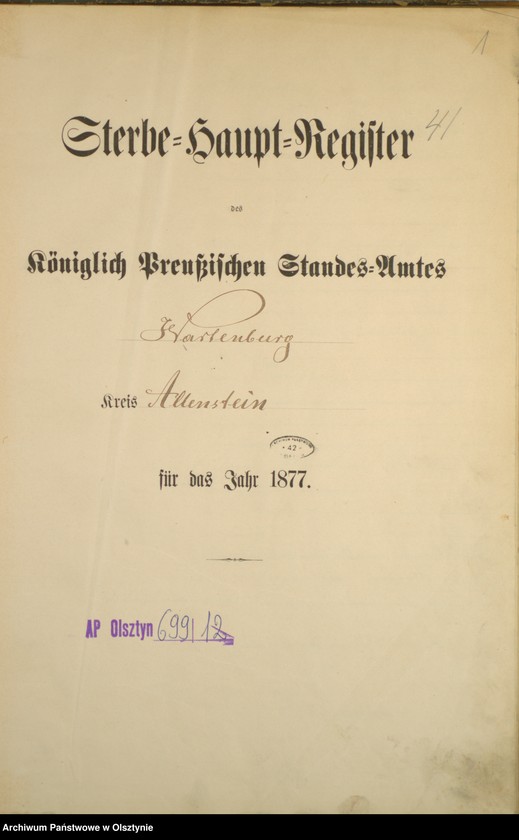 1
Sterbe=Haupt=Register
41
des
Königlich Preußischen Standes=Amtes
Wartenburg
Kreis Allenstein
42
für das Jahr 1877.
AP Olsztyn 699/12
Archiwum Państwowe w Olsztynie